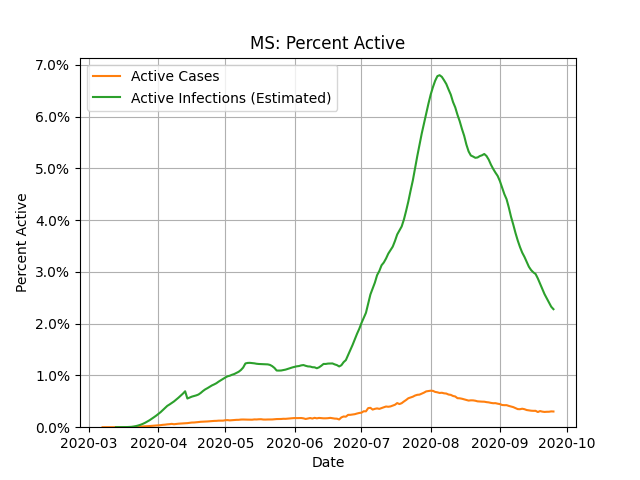 MS: Percent Active
Active Cases
Active Infections (Estimated)
Percent Active
7.0%
6.0%
5.0%
4.0%
3.0%
2.0%
1.0%
0.0%
2020-03 2020-04 2020-05 2020-06 2020-07 2020-08 2020-09 2020-10
Date